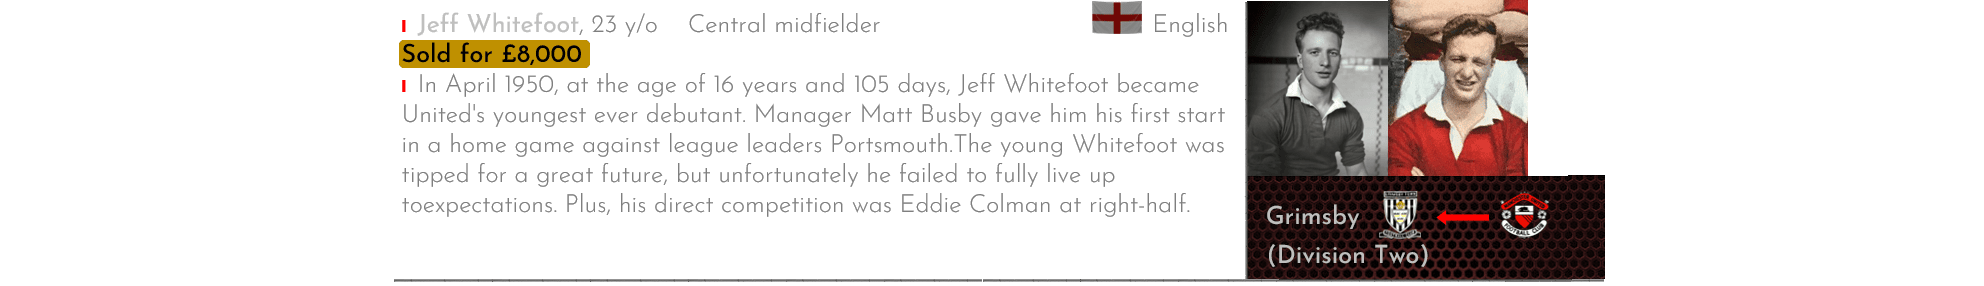 Jeff Whitefoot, 23 y/o Central midfielder English
Sold for £8,000
In April 1950, at the age of 16 years and 105 days, Jeff Whitefoot became
United's youngest ever debutant. Manager Matt Busby gave him his first start
in a home game against league leaders Portsmouth.The young Whitefoot was
tipped for a great future, but unfortunately he failed to fully live up
toexpectations. Plus, his direct competition was Eddie Colman at right-half.
Grimsby
(Division Two)
FOOTBALL CLUB